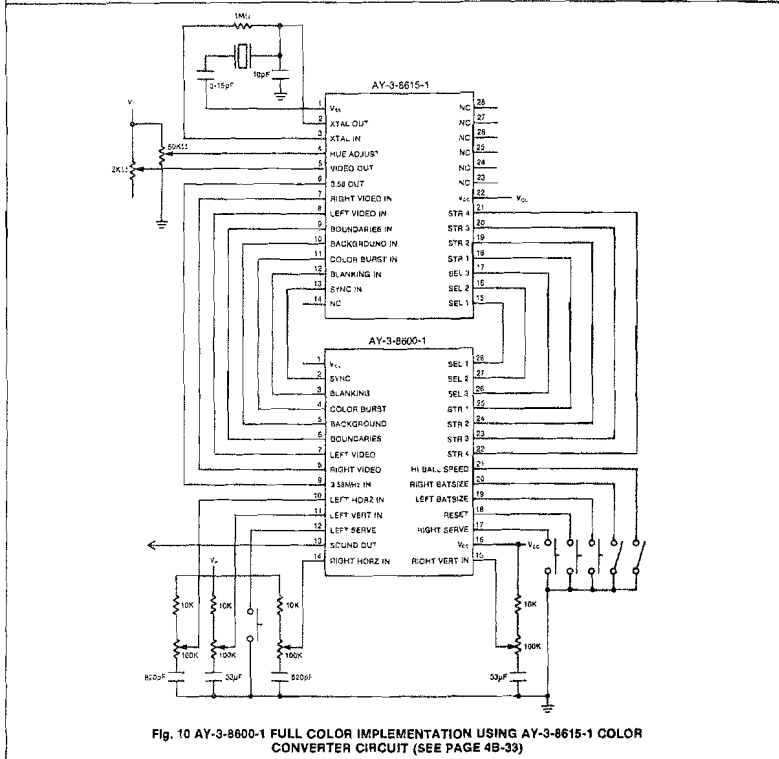 1MΩ
3-15pF
10pF
AY-3-8615-1
V
50KΩ
2KΩ
1 Vss
2 XTAL OUT
3 XTAL IN
4 HUE ADJUST
5 VIDEO OUT
6 3.58 OUT
7 RIGHT VIDEO IN
8 LEFT VIDEO IN
9 BOUNDARIES IN
10 BACKGROUND IN
11 COLOR BURST IN
12 BLANKING IN
13 SYNC IN
14 NC
NC 28
NC 27
NC 26
NC 25
NC 24
NC 23
Vcc 22
STR 4 21
STR 3 20
STR 2 19
STR 1 18
SEL 3 17
SEL 2 16
SEL 1 15
AY-3-8600-1
1
2 SYNC
3 BLANKING
4 COLOR BURST
5 BACKGROUND
6 BOUNDARIES
7 LEFT VIDEO
8 RIGHT VIDEO
9 3.58MHz IN
10 LEFT HORZ IN
11 LEFT VERT IN
12 LEFT SERVE
13 SOUND OUT
14 RIGHT HORZ IN
SEL 1 28
SEL 2 27
SEL 3 26
STR 1 25
STR 2 24
STR 3 23
STR 4 22
HI BALL SPEED 21
RIGHT BATSIZE 20
LEFT BATSIZE 19
RESET 18
RIGHT SERVE 17
Vcc 16 Vcc
RIGHT VERT IN 15
10K 10K 10K 10K
100K 100K 100K 100K
820pF 33µF 820pF 33µF
Fig. 10 AY-3-8600-1 FULL COLOR IMPLEMENTATION USING AY-3-8615-1 COLOR
CONVERTER CIRCUIT (SEE PAGE 4B-33)